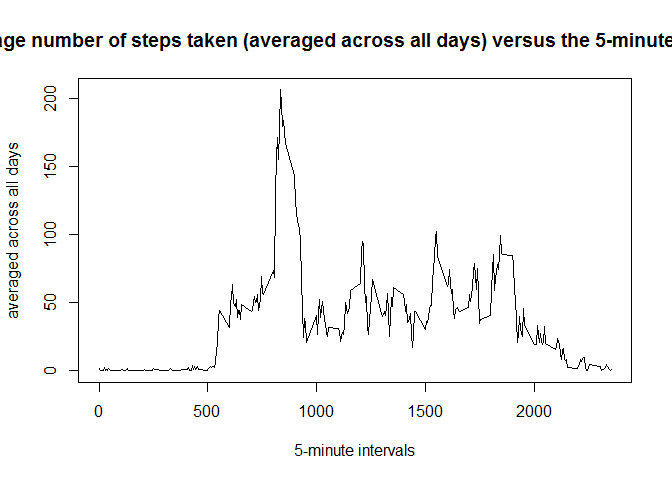 age number of steps taken (averaged across all days) versus the 5-minute
200
150
100
50
0
averaged across all days
0 500 1000 1500 2000
5-minute intervals